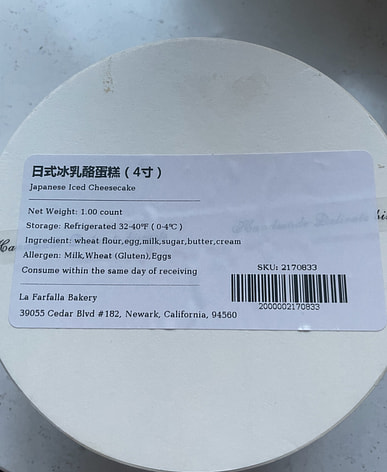 日式冰乳酪蛋糕（4寸）
Japanese Iced Cheesecake
Net Weight: 1.00 count
Storage: Refrigerated 32-40°F ( 0-4℃ )
Ingredient: wheat flour,egg,milk,sugar,butter,cream
Allergen: Milk,Wheat (Gluten),Eggs
Consume within the same day of receiving
SKU: 2170833
2000002170833
La Farfalla Bakery
39055 Cedar Blvd #182, Newark, California, 94560